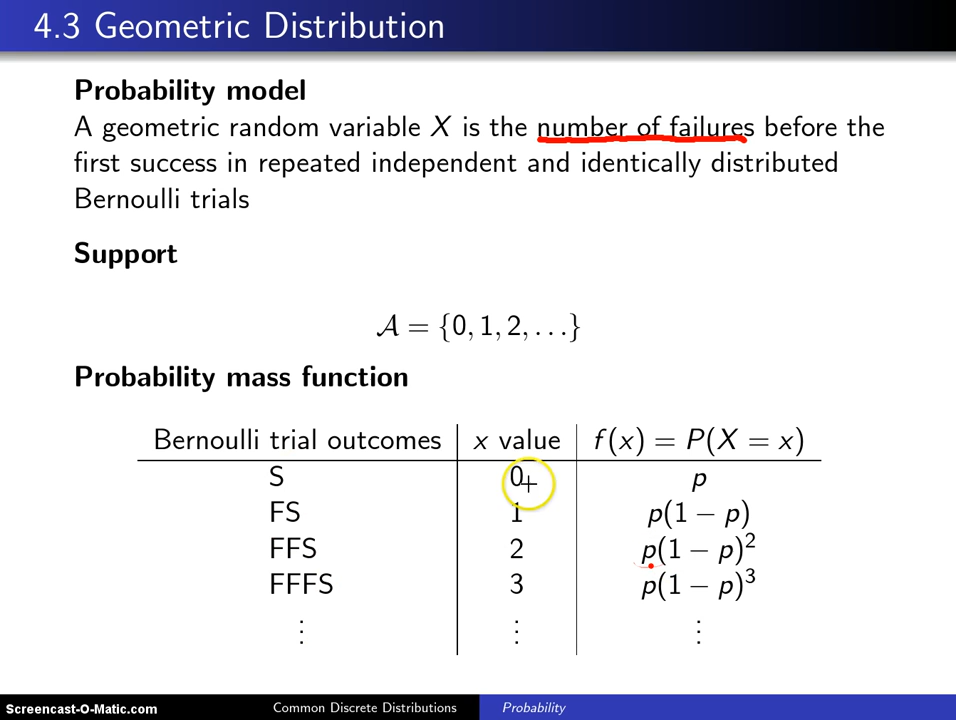 4.3 Geometric Distribution
Probability model
A geometric random variable X is the number of failures before the
first success in repeated independent and identically distributed
Bernoulli trials
Support
𝒜 = {0, 1, 2, . . .}
Probability mass function
Bernoulli trial outcomes x value f(x) = P(X = x)
S 0 p
FS 1 p(1 − p)
FFS 2 p(1 − p)²
FFFS 3 p(1 − p)³
⋮ ⋮ ⋮
Screencast-O-Matic.com Common Discrete Distributions Probability